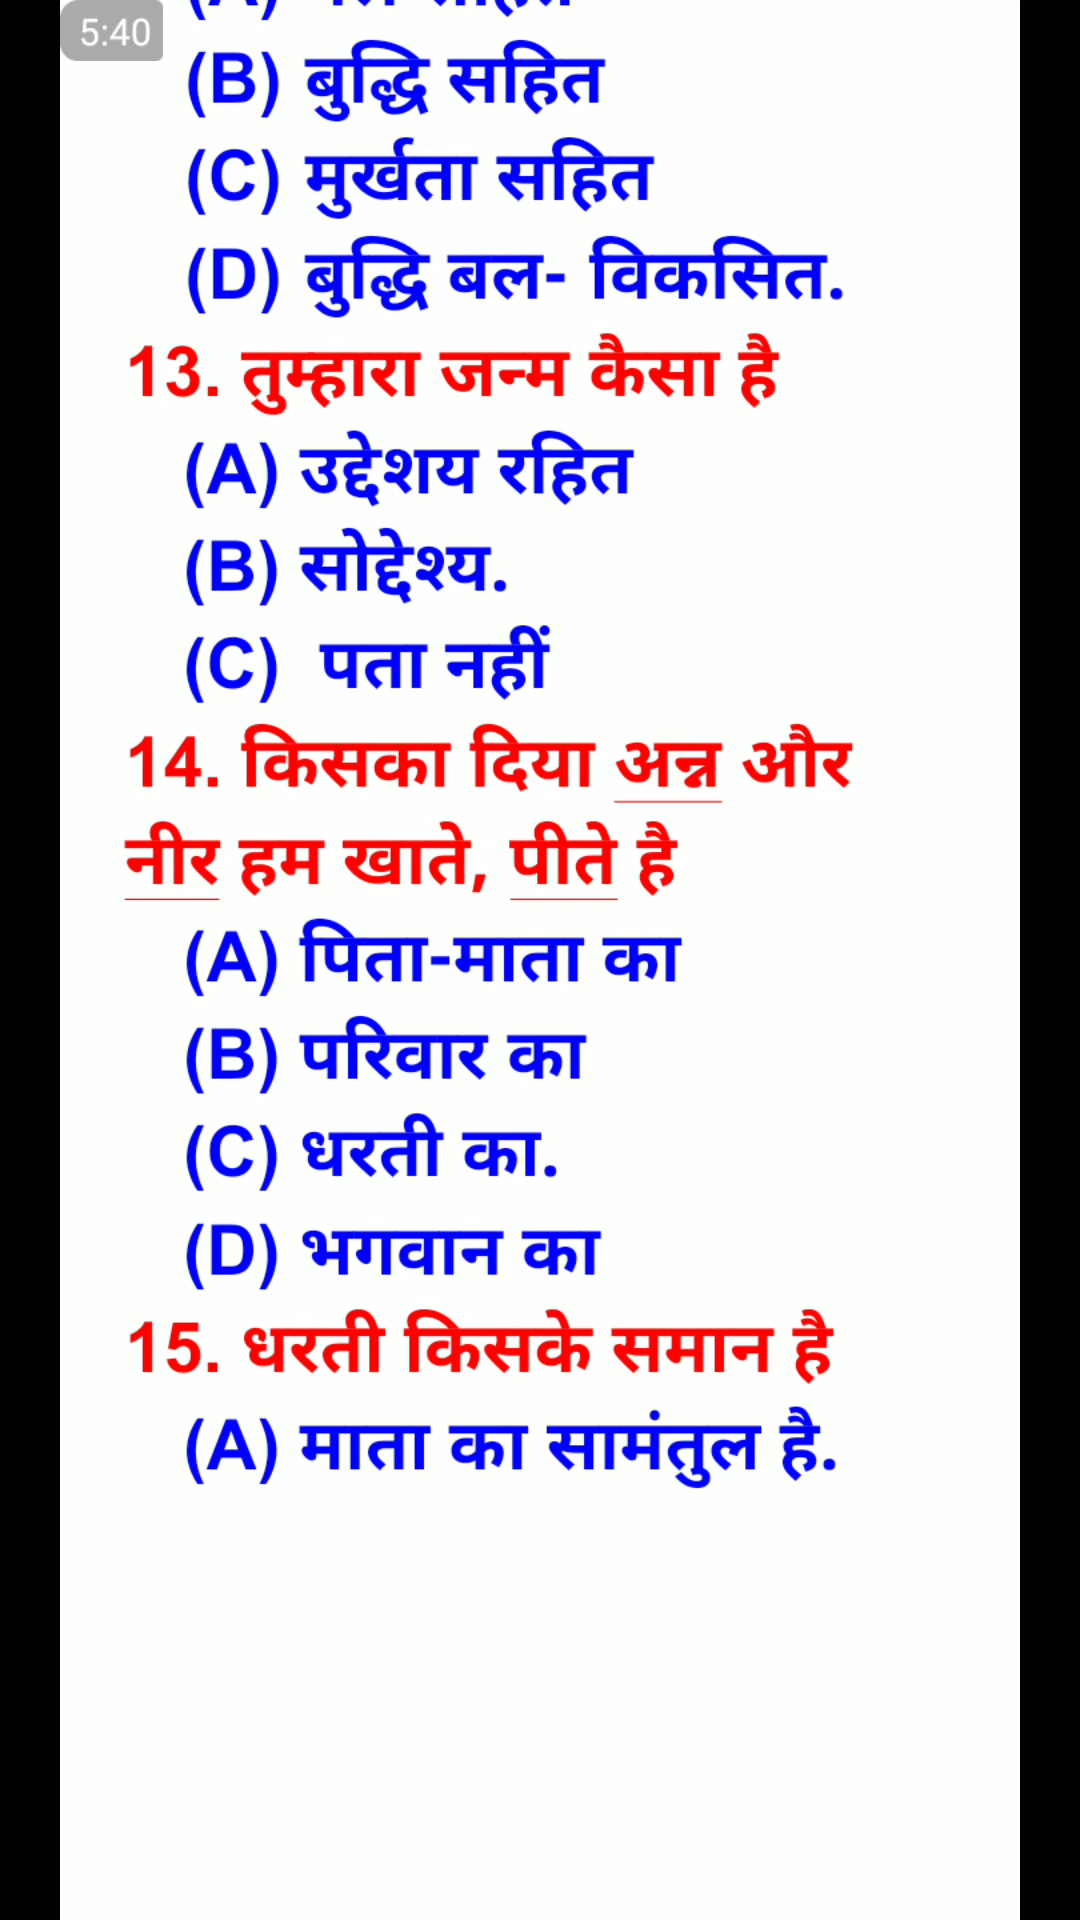 5:40
(B) बुद्धि सहित
(C) मुर्खता सहित
(D) बुद्धि बल- विकसित.
13. तुम्हारा जन्म कैसा है
(A) उद्देशय रहित
(B) सोद्देश्य.
(C) पता नहीं
14. किसका दिया अन्न और
नीर हम खाते, पीते है
(A) पिता-माता का
(B) परिवार का
(C) धरती का.
(D) भगवान का
15. धरती किसके समान है
(A) माता का सामंतुल है.